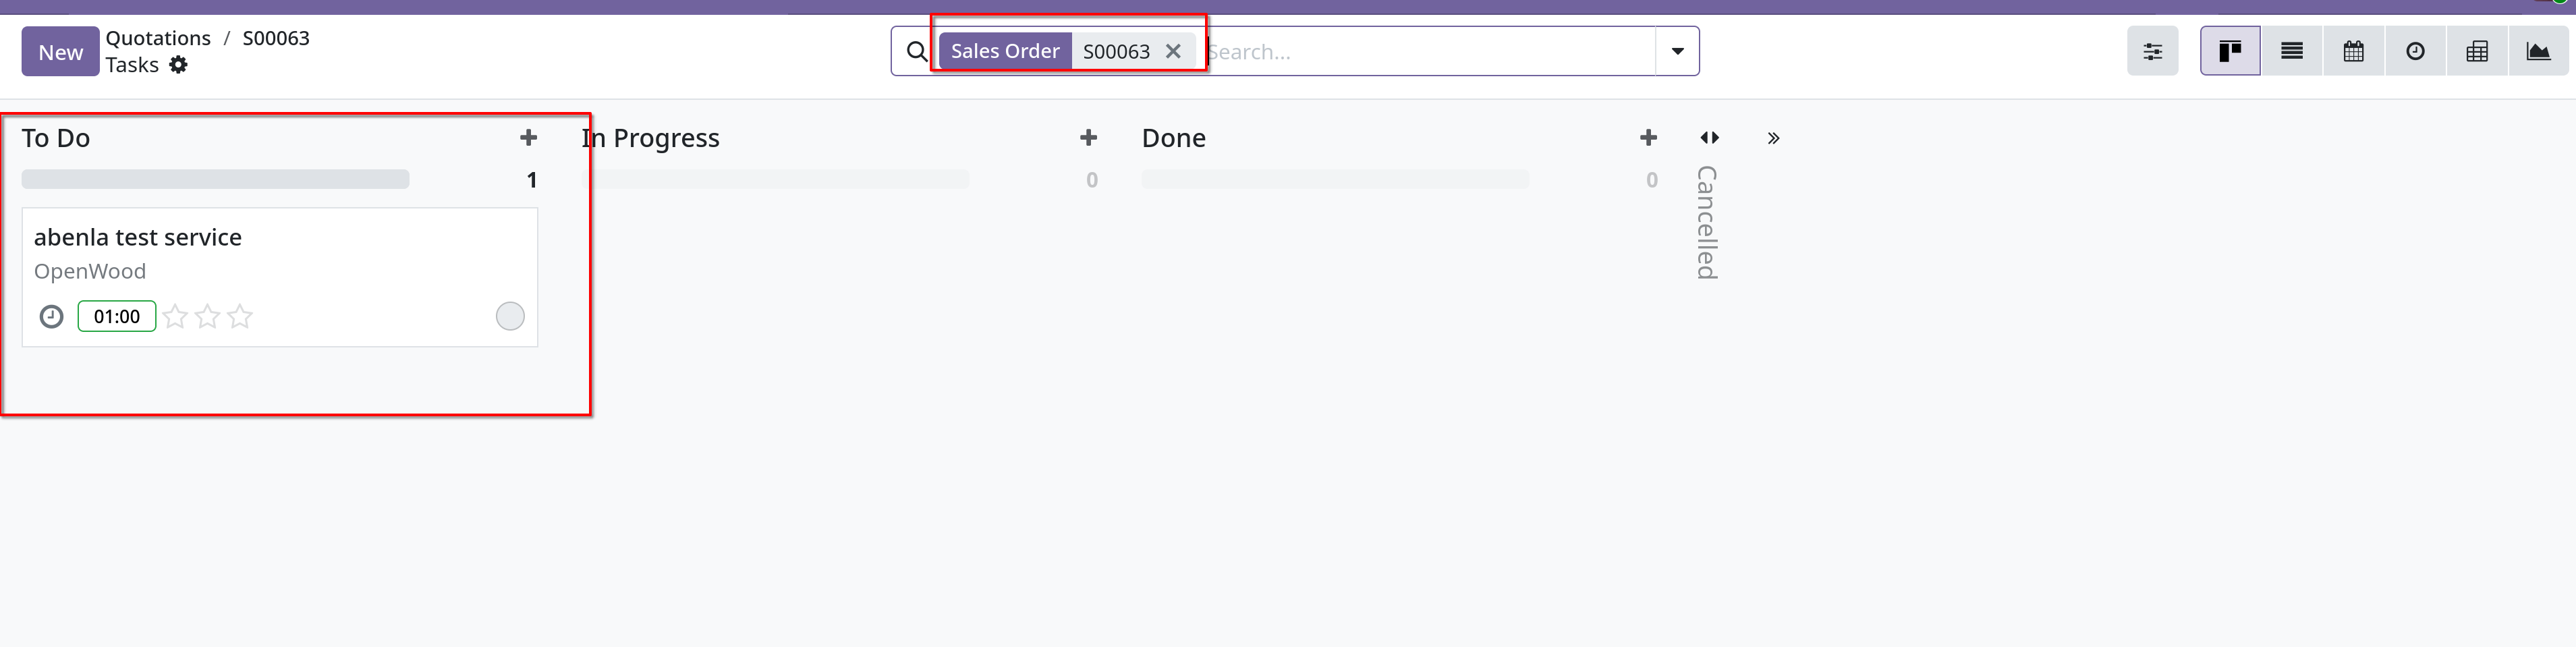 New
Quotations / S00063
Tasks
Sales Order S00063 Search...
To Do
1
In Progress
0
Done
0
Cancelled
abenla test service
OpenWood
01:00